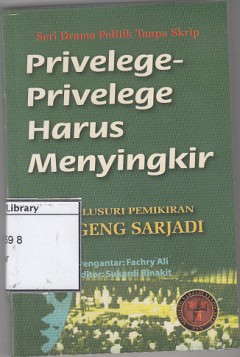 Seri Drama Politik Tanpa Skrip
Privelege-
Privelege
Harus
Menyingkir
Library
LUSURI PEMIKIRAN
GENG SARJADI
engantar: Fachry Ali
ditor: Sukardi Rinakit